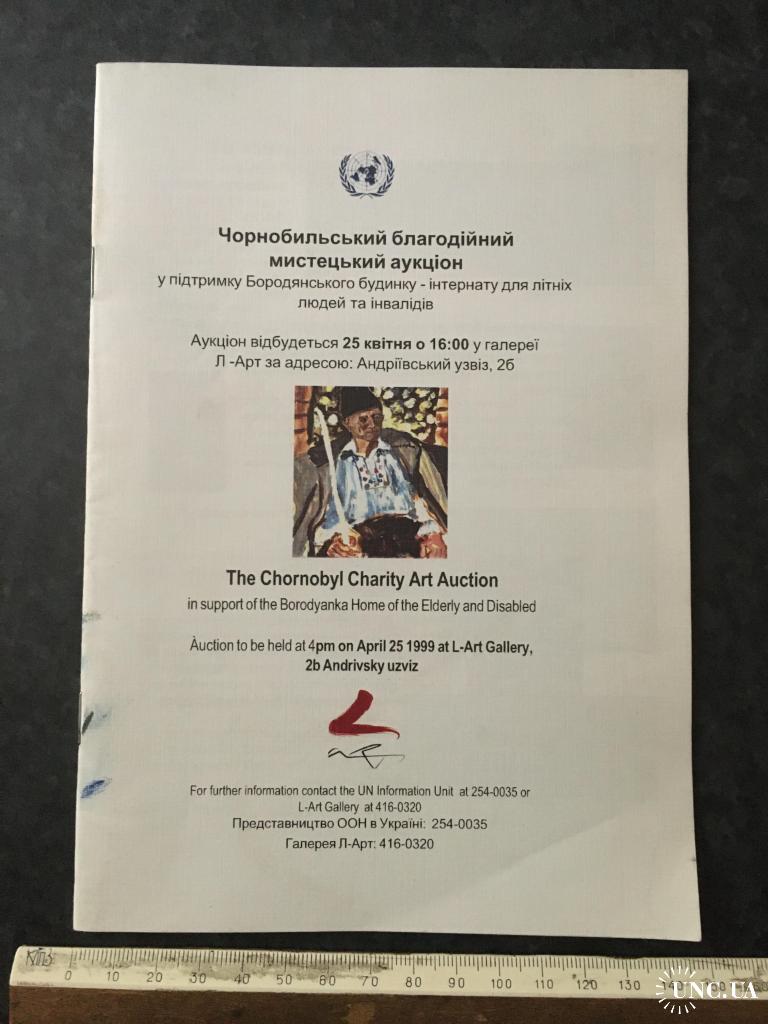 Чорнобильський благодійний
мистецький аукціон
у підтримку Бородянського будинку - інтернату для літніх
людей та інвалідів
Аукціон відбудеться 25 квітня о 16:00 у галереї
Л -Арт за адресою: Андріївський узвіз, 2б
The Chornobyl Charity Art Auction
in support of the Borodyanka Home of the Elderly and Disabled
Àuction to be held at 4pm on April 25 1999 at L-Art Gallery,
2b Andrivsky uzviz
For further information contact the UN Information Unit at 254-0035 or
L-Art Gallery at 416-0320
Представництво ООН в Україні: 254-0035
Галерея Л-Арт: 416-0320
0 10 20 30 40 50 60 70 80 90 100 110 120 130 140
UNC.UA